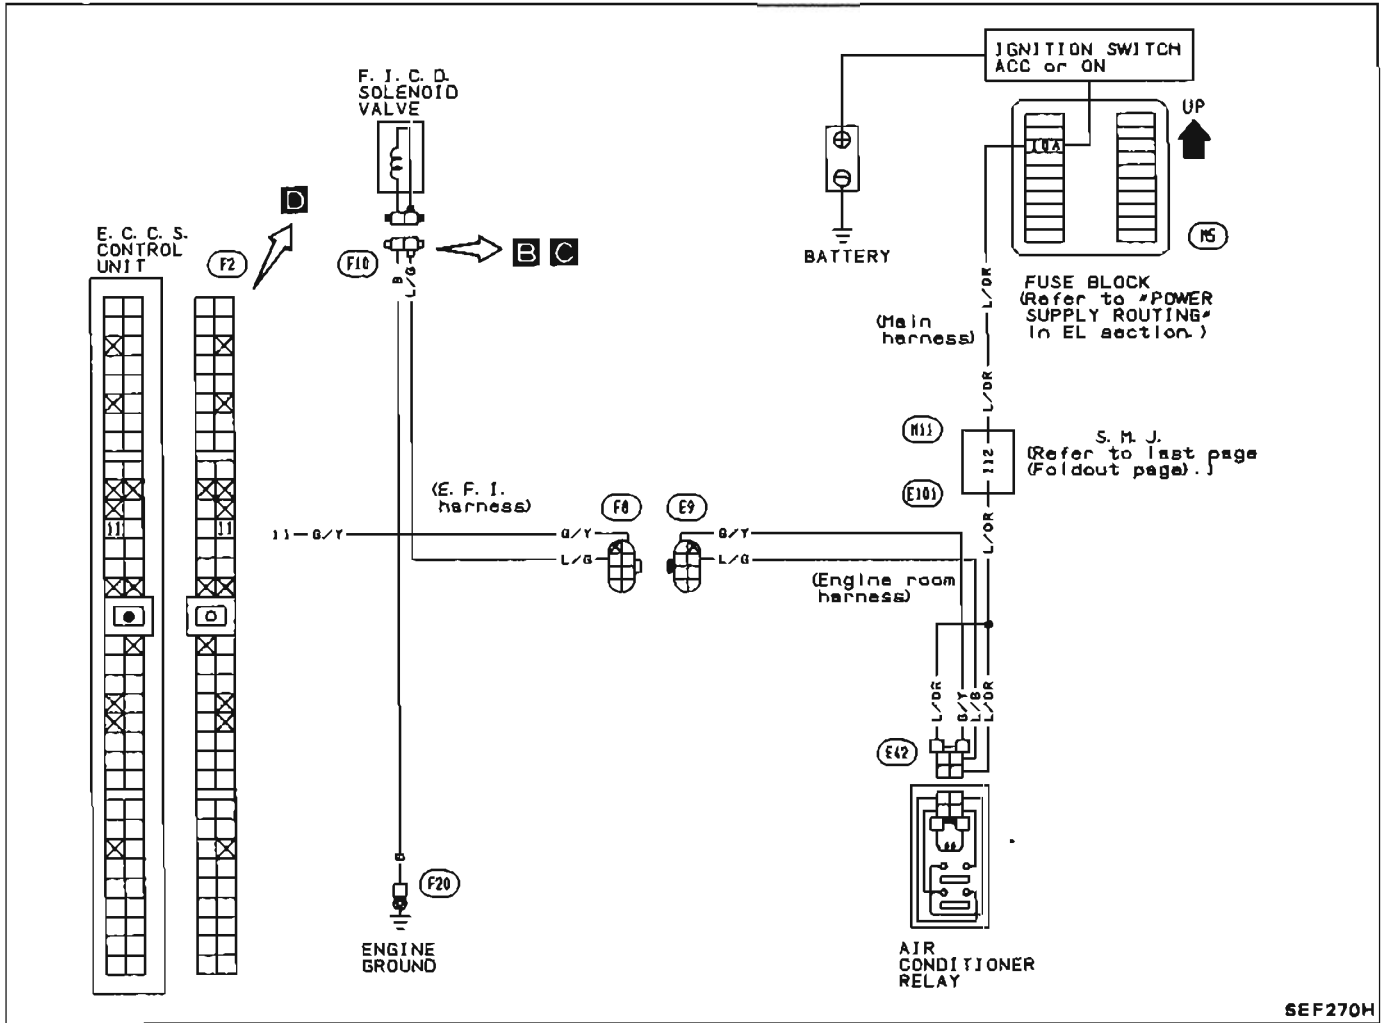 IGNITION SWITCH
ACC or ON
F. I. C. D.
SOLENOID
VALVE
UP
10A
D
E. C. C. S.
CONTROL
UNIT
F2
F10
B C
BATTERY
M5
B
L/G
L/OR
FUSE BLOCK
(Refer to "POWER
SUPPLY ROUTING"
in EL section.)
(Main
harness)
L/OR
M11
S. M. J.
(Refer to last page
(Foldout page).)
112
E101
(E. F. I.
harness)
F8
E9
L/OR
11
11
11 G/Y
G/Y
G/Y
L/G
L/G
(Engine room
harness)
L/OR
G/Y
L/B
L/OR
E42
B
F20
ENGINE
GROUND
AIR
CONDITIONER
RELAY
SEF270H